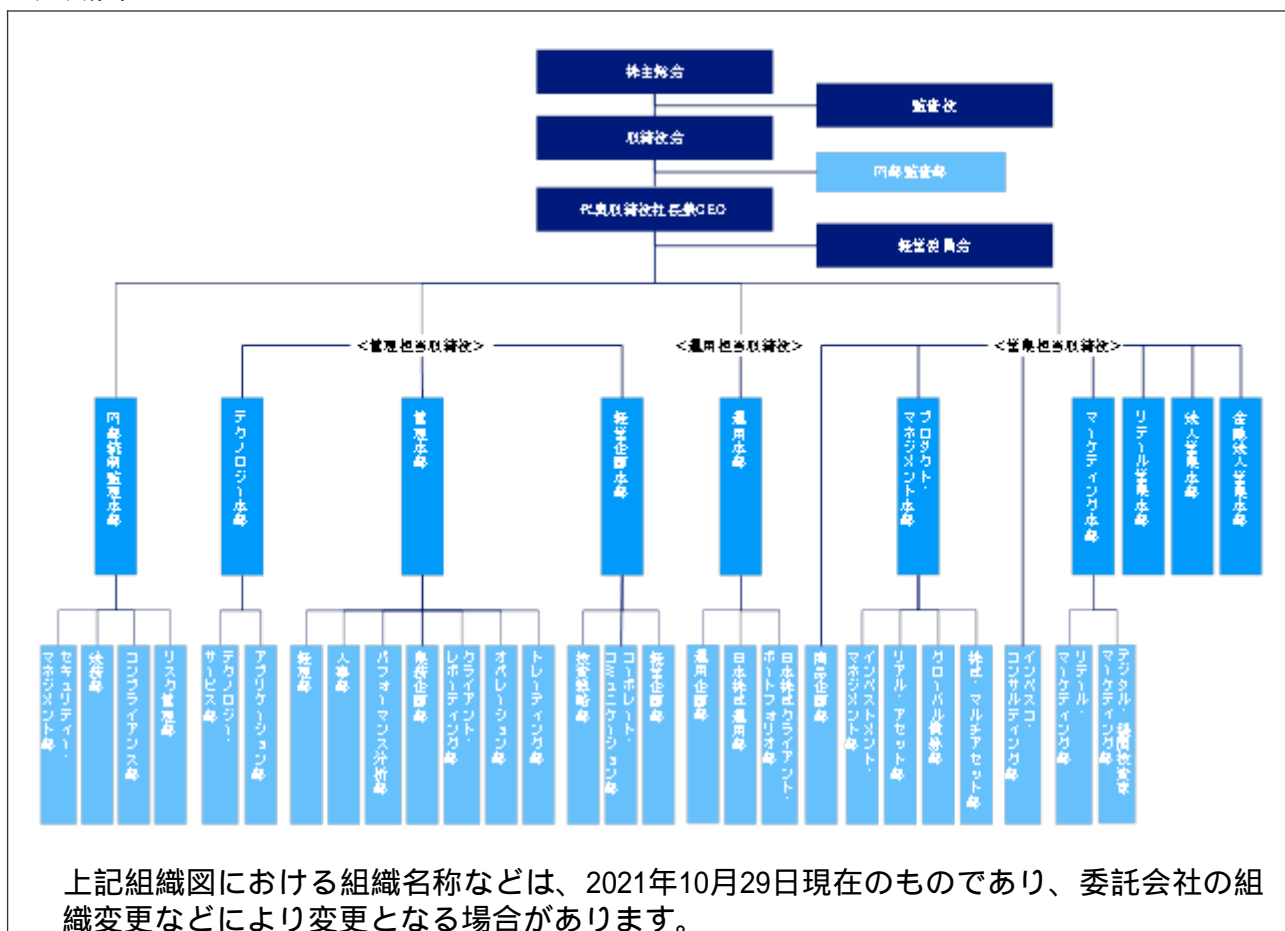 株主総会
監査役
取締役会
内部監査部
代表取締役社長兼CEO
経営委員会
<管理担当取締役>
<運用担当取締役>
<営業担当取締役>
内部統制管理本部
テクノロジー本部
管理本部
経営企画本部
運用本部
プロダクト・
マネジメント本部
マーケティング本部
リテール営業本部
法人営業本部
金融法人営業本部
セキュリティー・
マネジメント部
法務部
コンプライアンス部
リスク管理部
テクノロジー・
サービス部
アプリケーション部
経理部
人事部
パフォーマンス分析部
業務企画部
クライアント・
レポーティング部
オペレーション部
トレーディング部
投資戦略部
コーポレート・
コミュニケーション部
経営企画部
運用企画部
日本株式運用部
日本株式クライアント・
ポートフォリオ部
商品企画部
インベストメント・
マネジメント部
リアル・アセット部
グローバル債券部
株式・マルチアセット部
インベスコ・
コンサルティング部
リテール・
マーケティング部
デジタル・機関投資家
マーケティング部
上記組織図における組織名称などは、2021年10月29日現在のものであり、委託会社の組
織変更などにより変更となる場合があります。